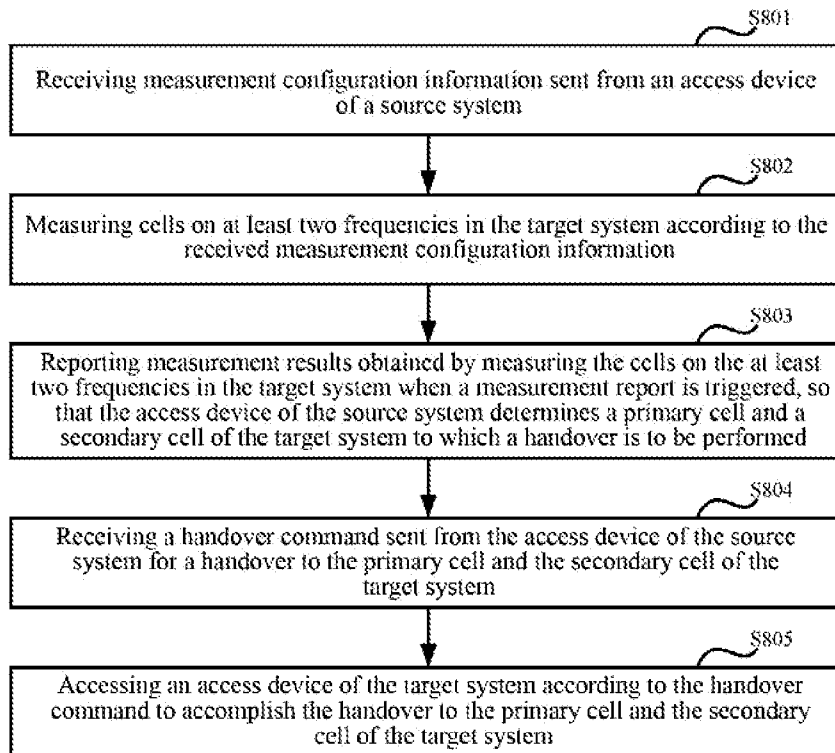 S801
Receiving measurement configuration information sent from an access device
of a source system
S802
Measuring cells on at least two frequencies in the target system according to the
received measurement configuration information
S803
Reporting measurement results obtained by measuring the cells on the at least
two frequencies in the target system when a measurement report is triggered, so
that the access device of the source system determines a primary cell and a
secondary cell of the target system to which a handover is to be performed
S804
Receiving a handover command sent from the access device of the source
system for a handover to the primary cell and the secondary cell of the
target system
S805
Accessing an access device of the target system according to the handover
command to accomplish the handover to the primary cell and the secondary
cell of the target system